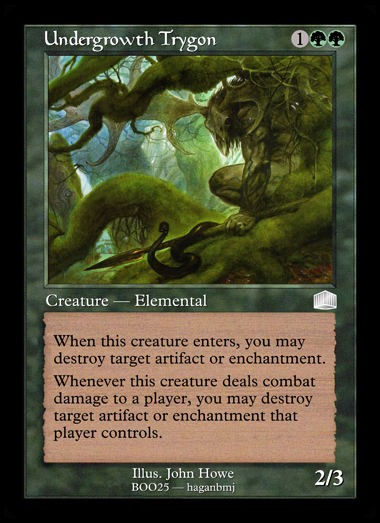 Undergrowth Trygon 1
Creature — Elemental
When this creature enters, you may
destroy target artifact or enchantment.
Whenever this creature deals combat
damage to a player, you may destroy
target artifact or enchantment that
player controls.
Illus. John Howe
BOO25 — haganbmj
2/3